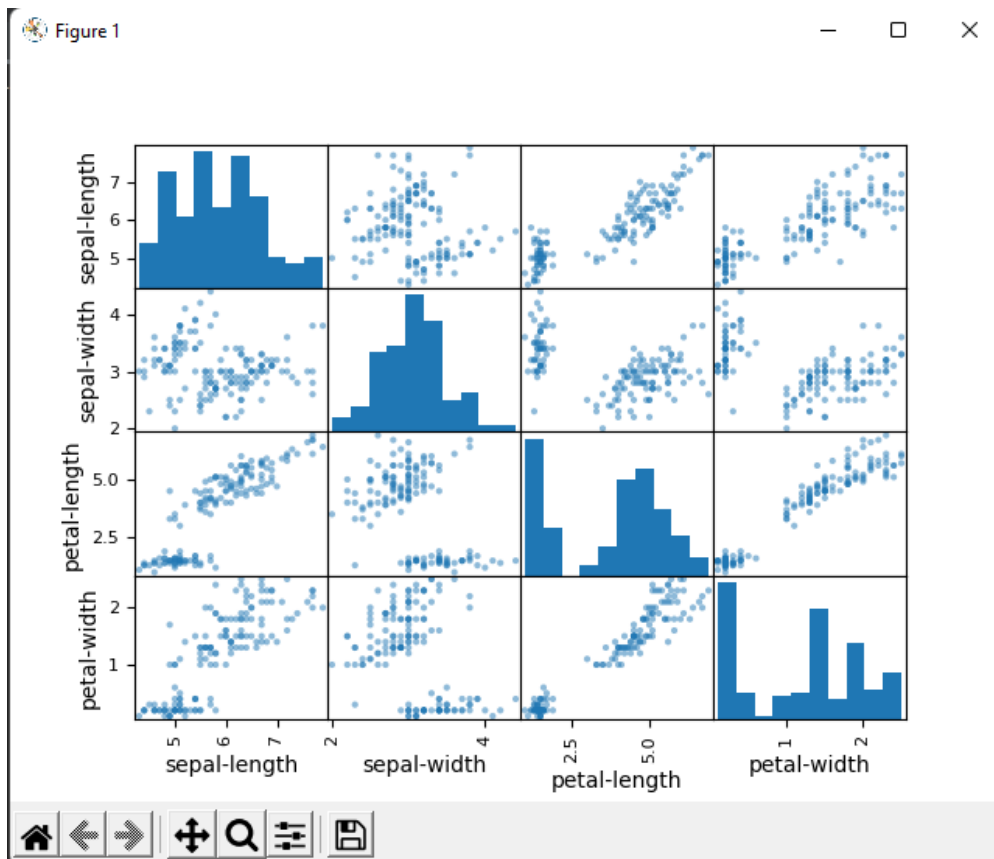 Figure 1
sepal-length
7
6
5
sepal-width
4
3
2
petal-length
5.0
2.5
petal-width
2
1
5 6 7 2 4 2.5 5.0 1 2
sepal-length sepal-width petal-length petal-width